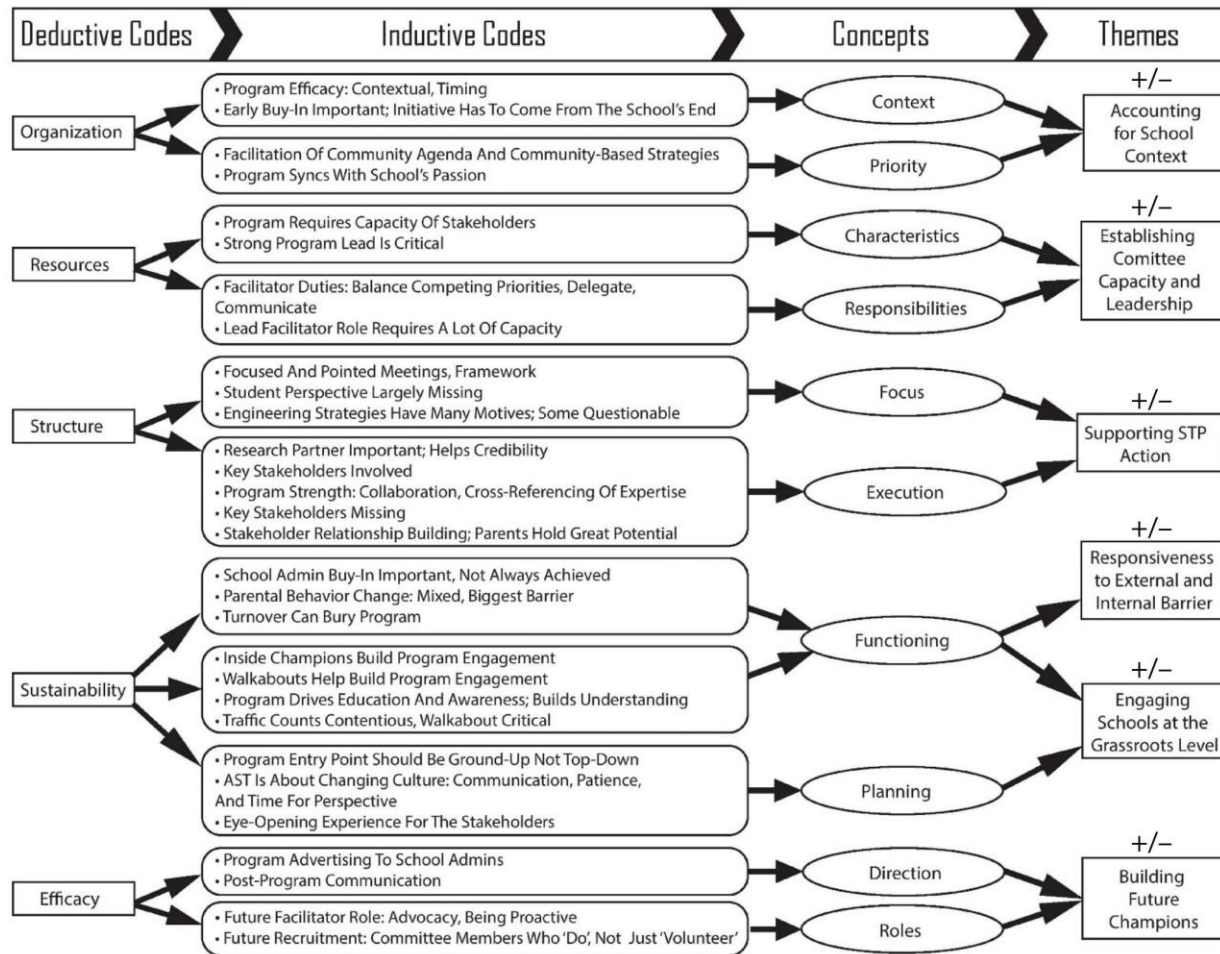 Deductive Codes
Inductive Codes
Concepts
Themes
Organization
• Program Efficacy: Contextual, Timing
• Early Buy-In Important; Initiative Has To Come From The School's End
Context
• Facilitation Of Community Agenda And Community-Based Strategies
• Program Syncs With School's Passion
Priority
+/–
Accounting
for School
Context
Resources
• Program Requires Capacity Of Stakeholders
• Strong Program Lead Is Critical
Characteristics
• Facilitator Duties: Balance Competing Priorities, Delegate,
Communicate
• Lead Facilitator Role Requires A Lot Of Capacity
Responsibilities
+/–
Establishing
Comittee
Capacity and
Leadership
Structure
• Focused And Pointed Meetings, Framework
• Student Perspective Largely Missing
• Engineering Strategies Have Many Motives; Some Questionable
Focus
• Research Partner Important; Helps Credibility
• Key Stakeholders Involved
• Program Strength: Collaboration, Cross-Referencing Of Expertise
• Key Stakeholders Missing
• Stakeholder Relationship Building; Parents Hold Great Potential
Execution
+/–
Supporting STP
Action
Sustainability
• School Admin Buy-In Important, Not Always Achieved
• Parental Behavior Change: Mixed, Biggest Barrier
• Turnover Can Bury Program
• Inside Champions Build Program Engagement
• Walkabouts Help Build Program Engagement
• Program Drives Education And Awareness; Builds Understanding
• Traffic Counts Contentious, Walkabout Critical
Functioning
• Program Entry Point Should Be Ground-Up Not Top-Down
• AST Is About Changing Culture: Communication, Patience,
And Time For Perspective
• Eye-Opening Experience For The Stakeholders
Planning
+/–
Responsiveness
to External and
Internal Barrier
+/–
Engaging
Schools at the
Grassroots Level
Efficacy
• Program Advertising To School Admins
• Post-Program Communication
Direction
• Future Facilitator Role: Advocacy, Being Proactive
• Future Recruitment: Committee Members Who 'Do', Not Just 'Volunteer'
Roles
+/–
Building
Future
Champions